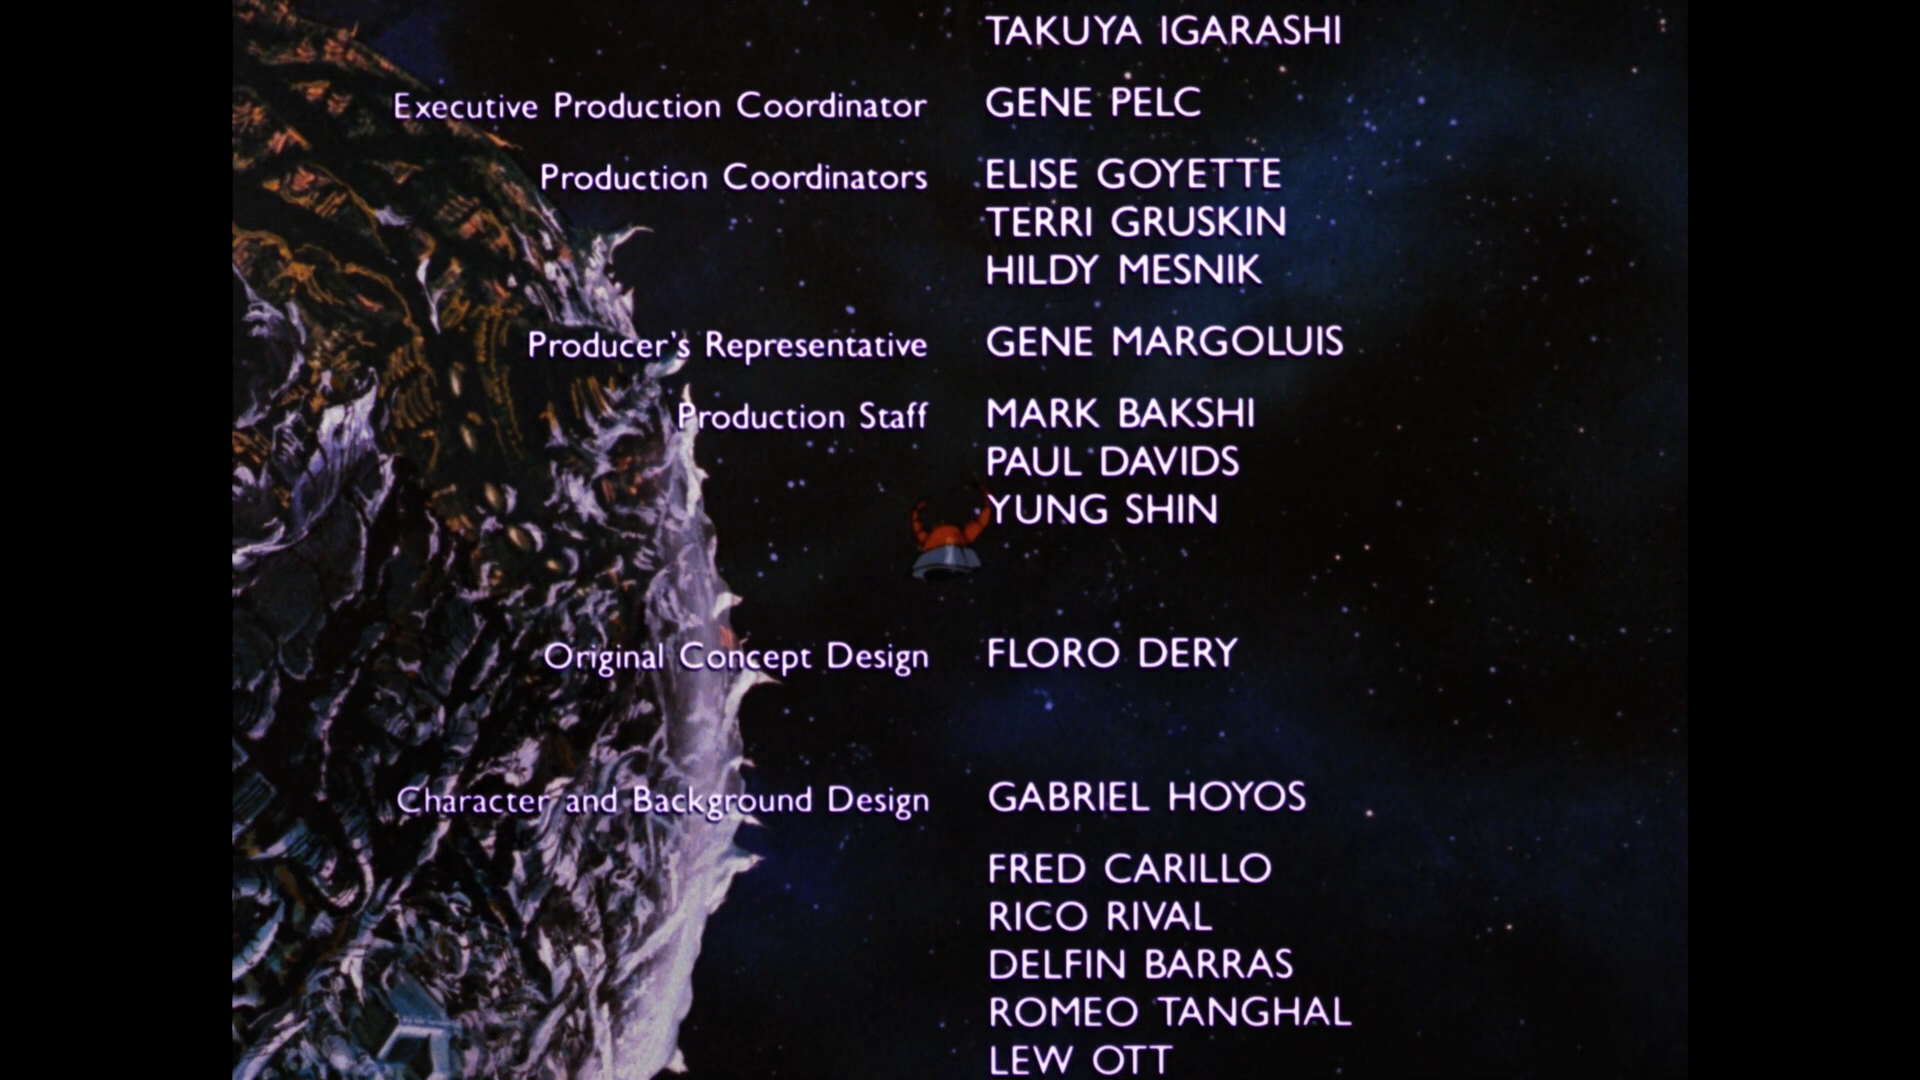 TAKUYA IGARASHI
Executive Production Coordinator GENE PELC
Production Coordinators ELISE GOYETTE
TERRI GRUSKIN
HILDY MESNIK
Producer's Representative GENE MARGOLUIS
Production Staff MARK BAKSHI
PAUL DAVIDS
YUNG SHIN
Original Concept Design FLORO DERY
Character and Background Design GABRIEL HOYOS
FRED CARILLO
RICO RIVAL
DELFIN BARRAS
ROMEO TANGHAL
LEW OTT